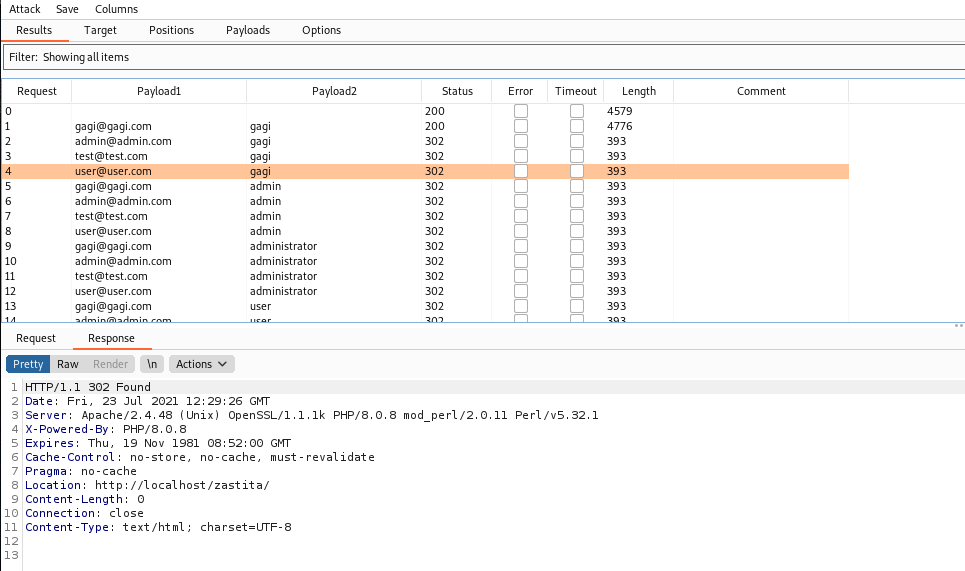 Attack Save Columns
Results Target Positions Payloads Options
Filter: Showing all items
Request Payload1 Payload2 Status Error Timeout Length Comment
0 200 4579
1 gagi@gagi.com gagi 200 4776
2 admin@admin.com gagi 302 393
3 test@test.com gagi 302 393
4 user@user.com gagi 302 393
5 gagi@gagi.com admin 302 393
6 admin@admin.com admin 302 393
7 test@test.com admin 302 393
8 user@user.com admin 302 393
9 gagi@gagi.com administrator 302 393
10 admin@admin.com administrator 302 393
11 test@test.com administrator 302 393
12 user@user.com administrator 302 393
13 gagi@gagi.com user 302 393
14 admin@admin.com user 302 393
Request Response
Pretty Raw Render \n Actions
1 HTTP/1.1 302 Found
2 Date: Fri, 23 Jul 2021 12:29:26 GMT
3 Server: Apache/2.4.48 (Unix) OpenSSL/1.1.1k PHP/8.0.8 mod_perl/2.0.11 Perl/v5.32.1
4 X-Powered-By: PHP/8.0.8
5 Expires: Thu, 19 Nov 1981 08:52:00 GMT
6 Cache-Control: no-store, no-cache, must-revalidate
7 Pragma: no-cache
8 Location: http://localhost/zastita/
9 Content-Length: 0
10 Connection: close
11 Content-Type: text/html; charset=UTF-8
12
13